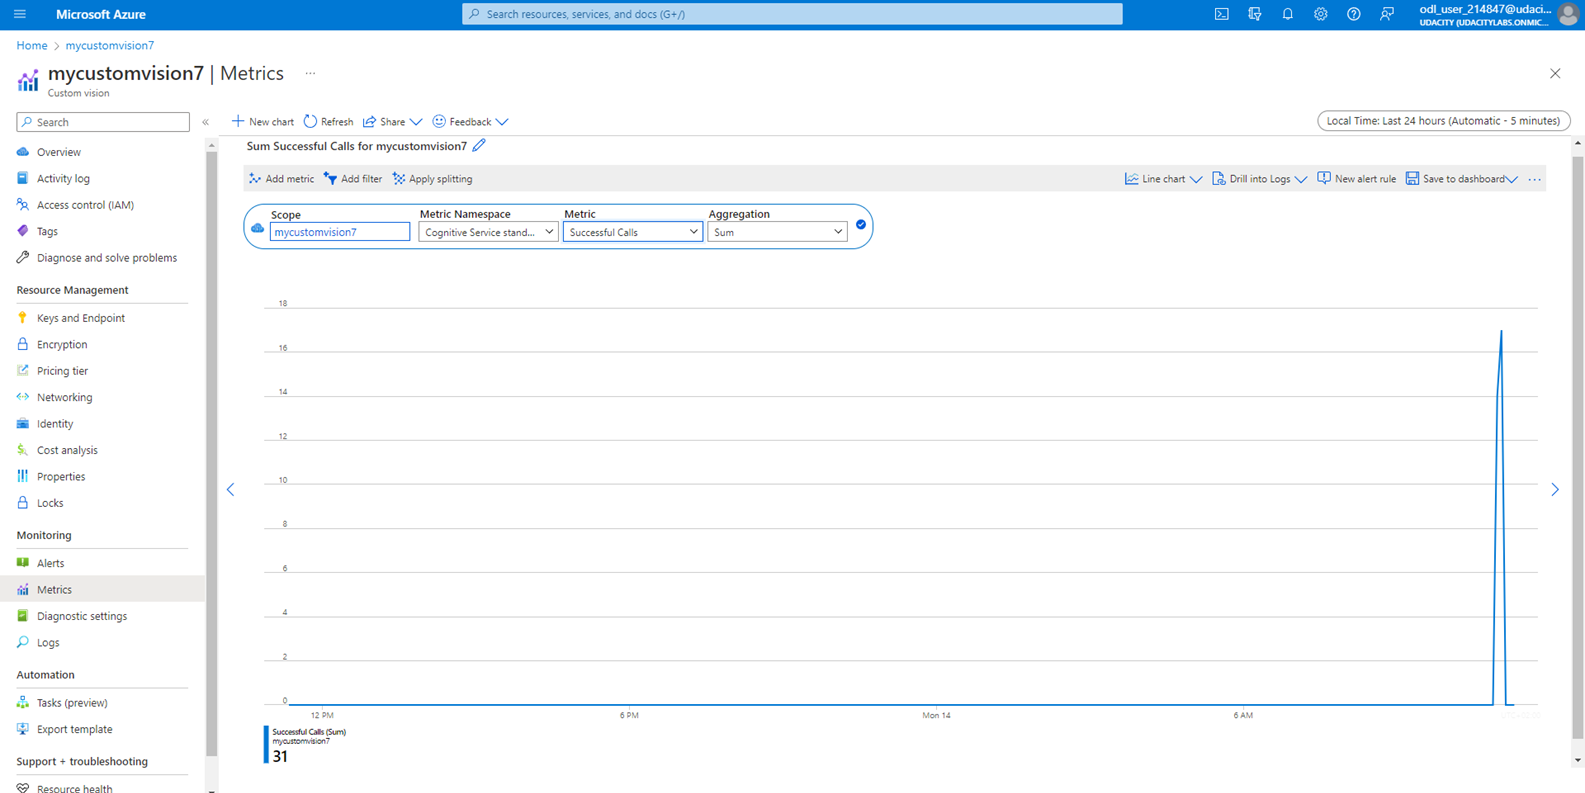 Microsoft Azure
Search resources, services, and docs (G+/)
odl_user_214847@udaci...
UDACITY (UDACITYLABS.ONMIC...
Home > mycustomvision7
mycustomvision7 | Metrics ...
Custom vision
Search
«
New chart Refresh Share Feedback
Local Time: Last 24 hours (Automatic - 5 minutes)
Overview
Activity log
Access control (IAM)
Tags
Diagnose and solve problems
Resource Management
Keys and Endpoint
Encryption
Pricing tier
Networking
Identity
Cost analysis
Properties
Locks
Monitoring
Alerts
Metrics
Diagnostic settings
Logs
Automation
Tasks (preview)
Export template
Support + troubleshooting
Resource health
Sum Successful Calls for mycustomvision7
Add metric Add filter Apply splitting
Line chart Drill into Logs New alert rule Save to dashboard ...
Scope Metric Namespace Metric Aggregation
mycustomvision7 Cognitive Service stand... Successful Calls Sum
18
16
14
12
10
8
6
4
2
0
12 PM 6 PM Mon 14 6 AM
Successful Calls (Sum)
mycustomvision7
31